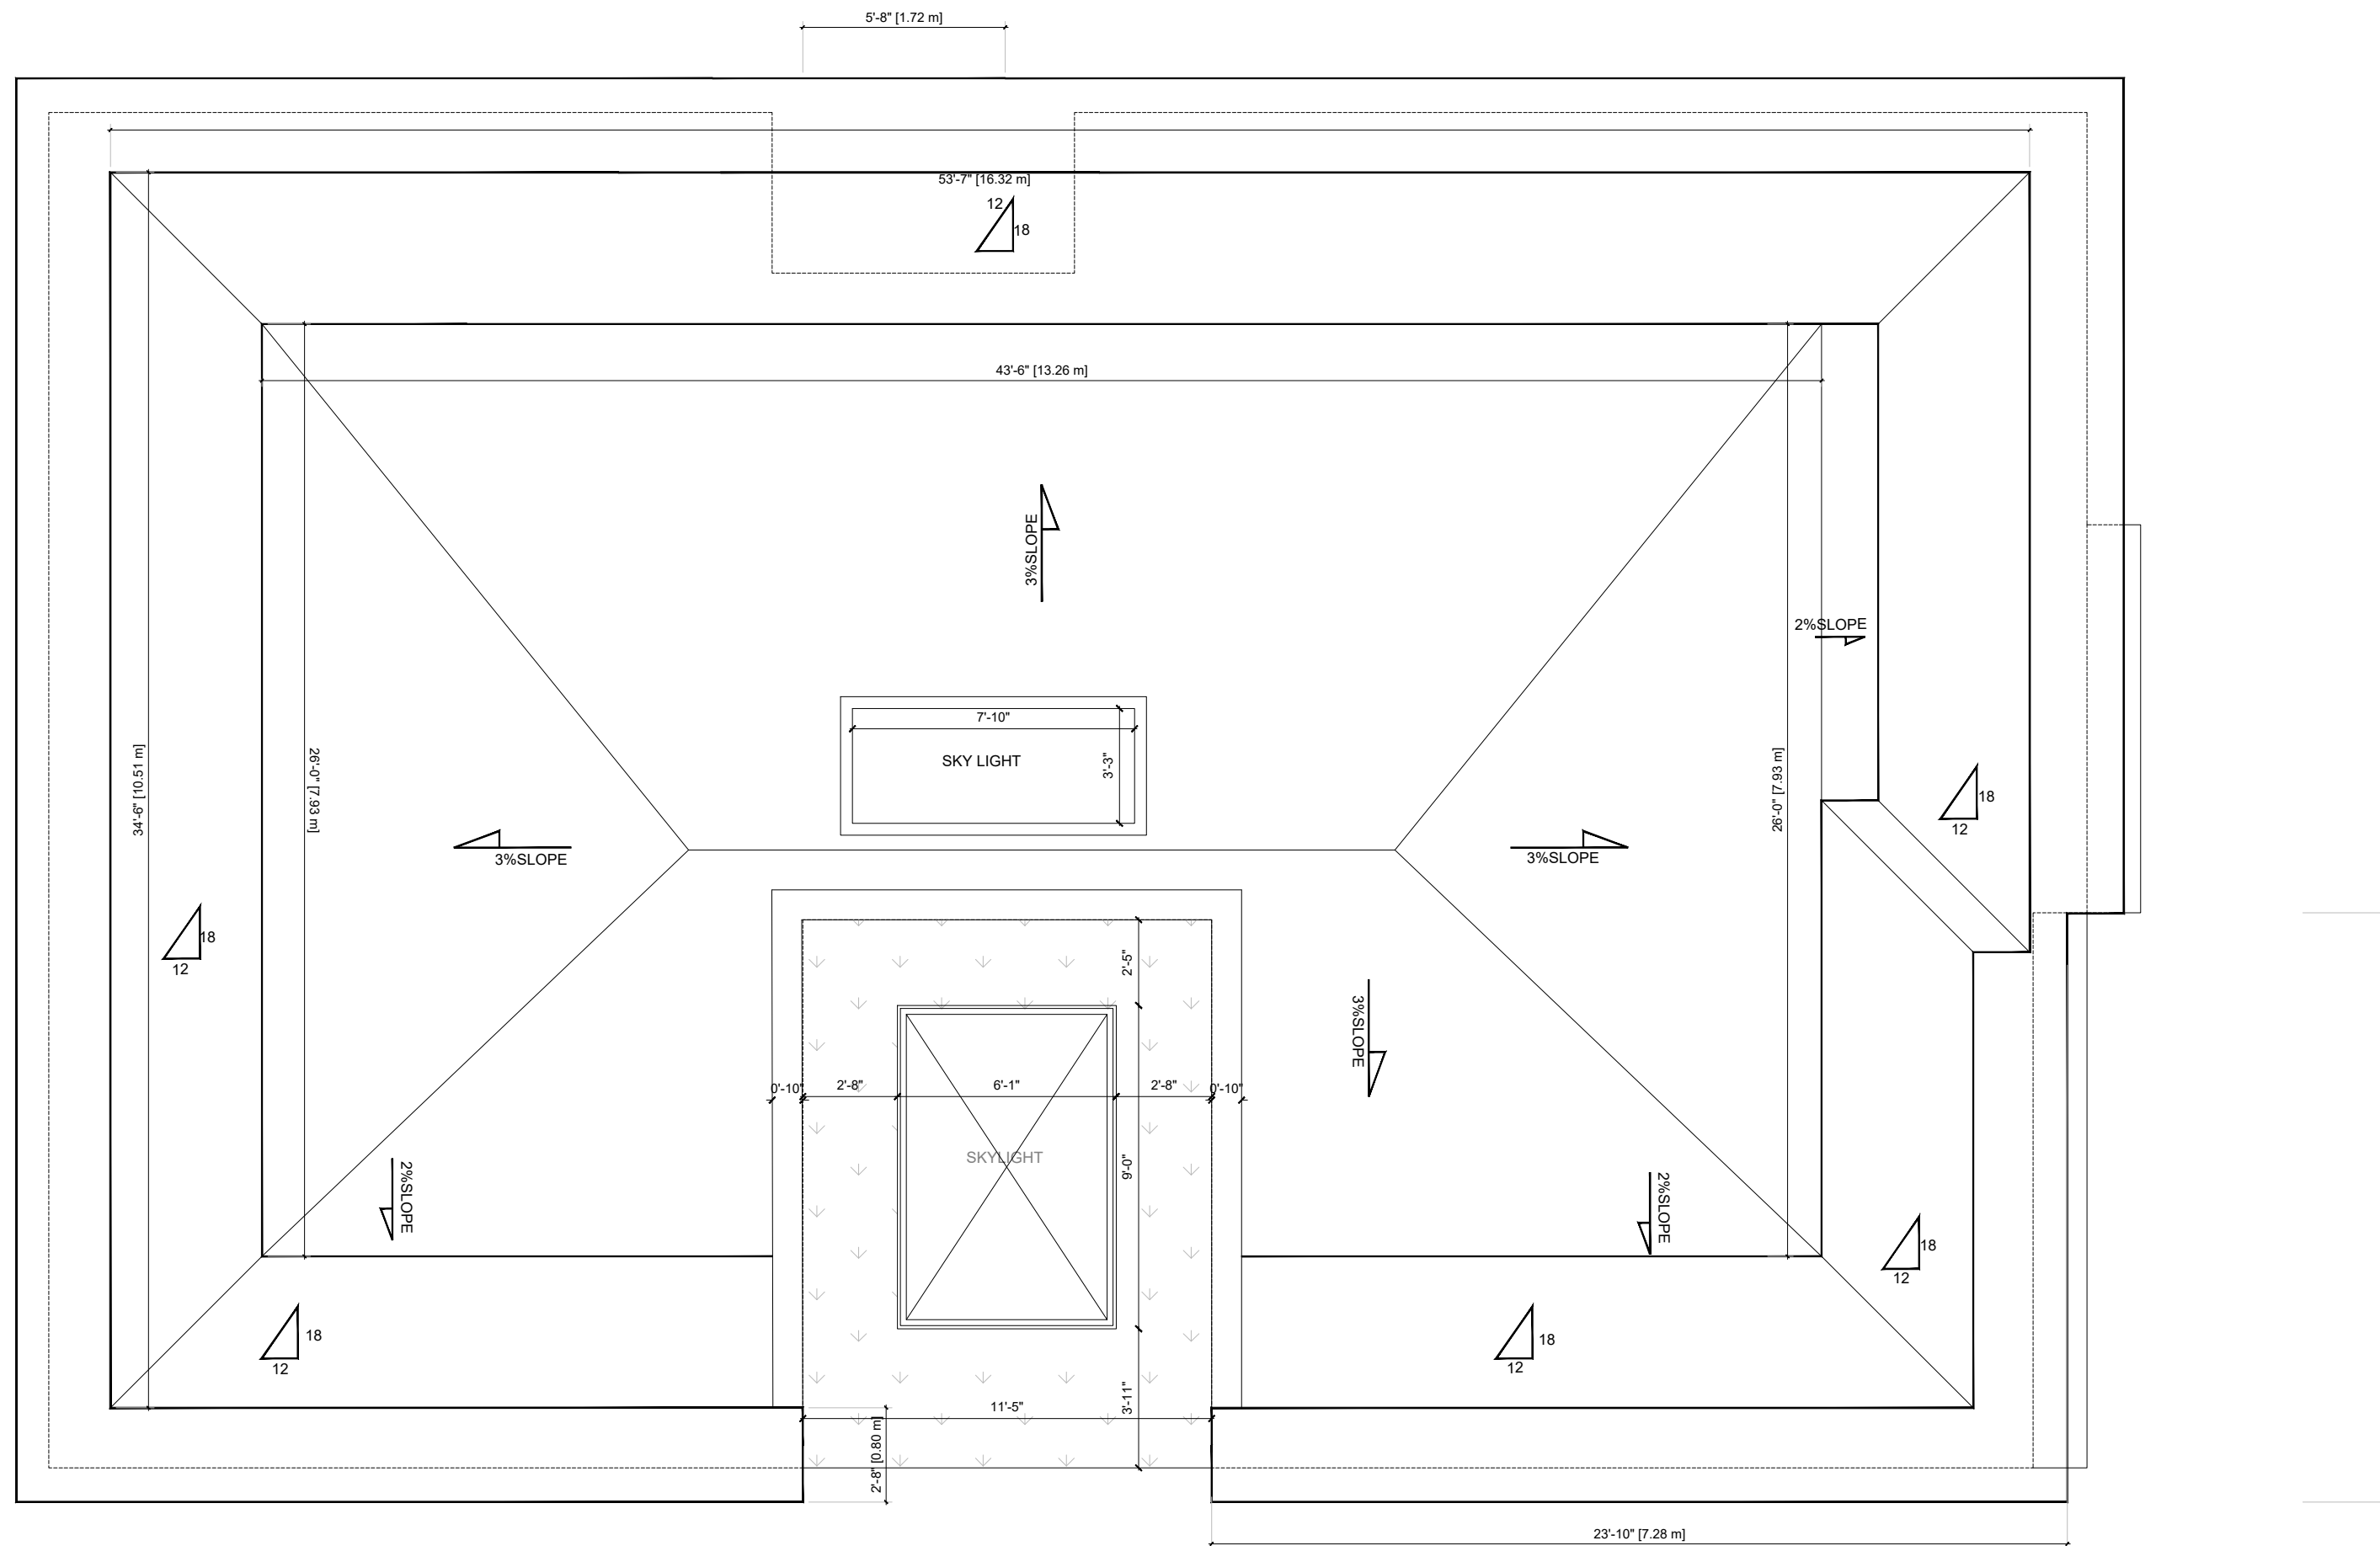 5'-8" [1.72 m]
53'-7" [16.32 m]
12
18
43'-6" [13.26 m]
3%SLOPE
2%SLOPE
7'-10"
SKY LIGHT
3'-3"
34'-6" [10.51 m]
26'-0" [7.93 m]
26'-0" [7.93 m]
18
12
3%SLOPE
3%SLOPE
18
12
2'-5"
3%SLOPE
0'-10"
2'-8"
6'-1"
2'-8"
0'-10"
SKYLIGHT
9'-0"
2%SLOPE
2%SLOPE
18
12
18
12
18
12
3'-11"
11'-5"
2'-8" [0.80 m]
23'-10" [7.28 m]